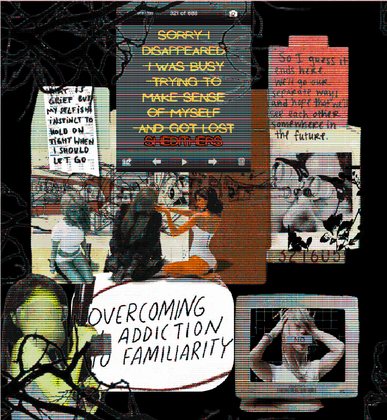 321 of 688
SORRY I
DISAPPEARED
I WAS BUSY
TRYING TO
MAKE SENSE
OF MYSELF
AND GOT LOST
So I guess it
ends here
we'll go our
separate ways
and hope that we'll
see each other
somewhere in
the future.
WHAT IS
GRIEF BUT
MY SELFISH
INSTINCT TO
HOLD ON
TIGHT WHEN
I SHOULD
LET GO
OVERCOMING
ADDICTION
TO FAMILIARITY